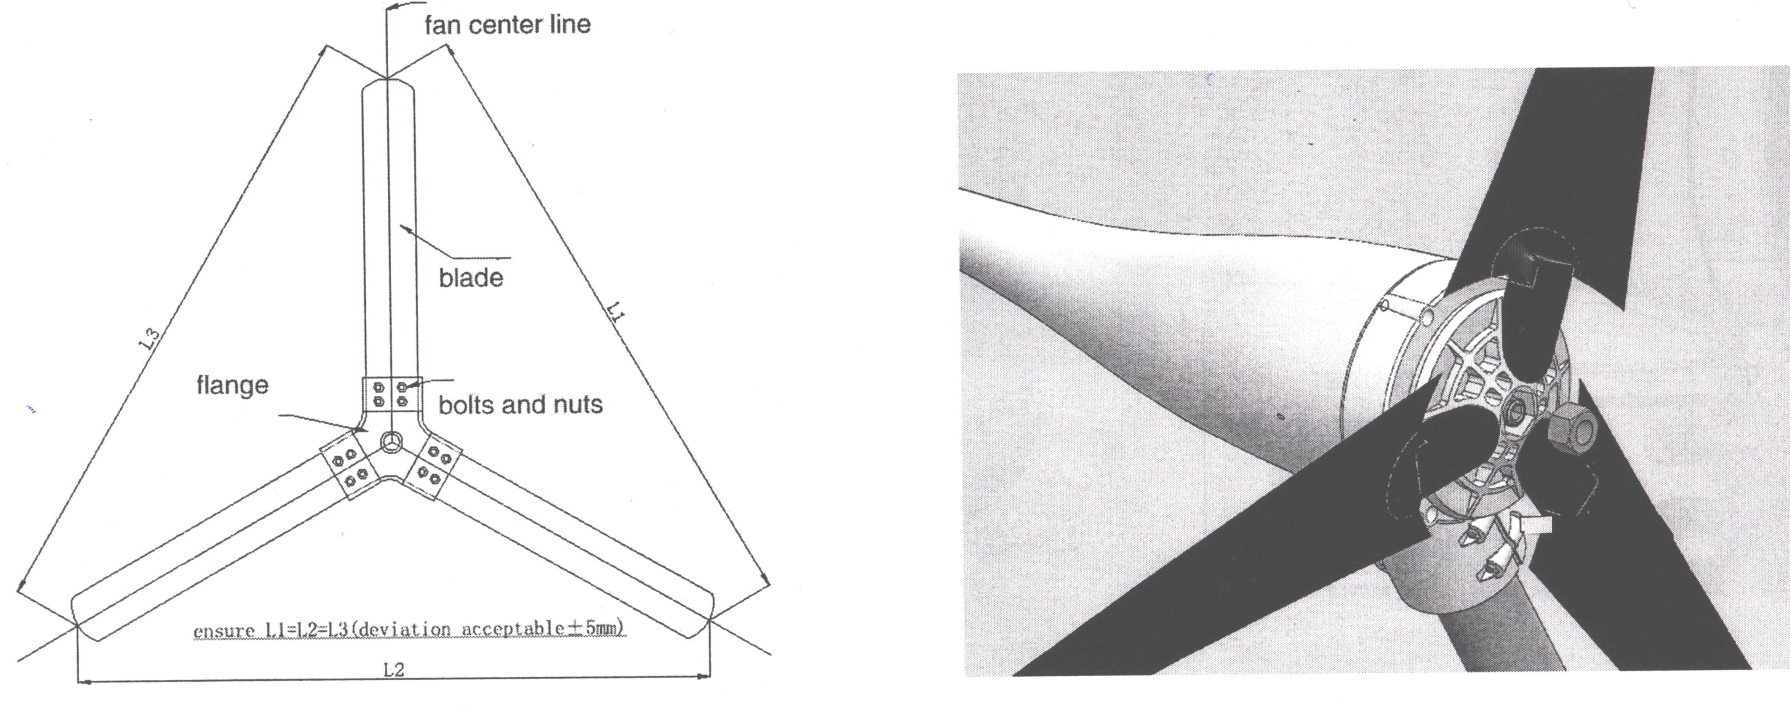 fan center line
L3
L1
blade
flange
bolts and nuts
ensure L1=L2=L3(deviation acceptable±5mm)
L2